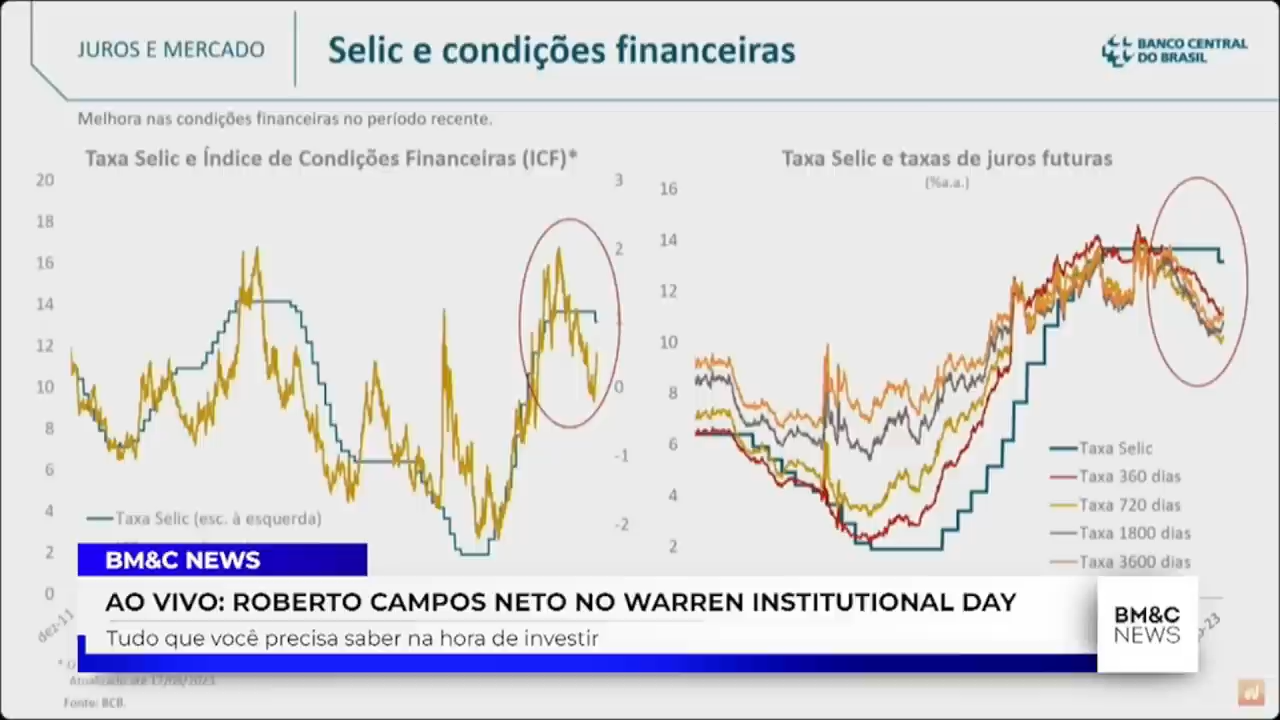 JUROS E MERCADO
Selic e condições financeiras
BANCO CENTRAL
DO BRASIL
Melhora nas condições financeiras no período recente.
Taxa Selic e Índice de Condições Financeiras (ICF)*
20
18
16
14
12
10
8
6
4
2
0
3
2
1
0
-1
-2
dez-11
Taxa Selic (esc. à esquerda)
Taxa Selic e taxas de juros futuras
(%a.a.)
16
14
12
10
8
6
4
2
Taxa Selic
Taxa 360 dias
Taxa 720 dias
Taxa 1800 dias
Taxa 3600 dias
-23
BM&C NEWS
AO VIVO: ROBERTO CAMPOS NETO NO WARREN INSTITUTIONAL DAY
Tudo que você precisa saber na hora de investir
BM&C
NEWS
Atualizado até
Fonte: BCB.